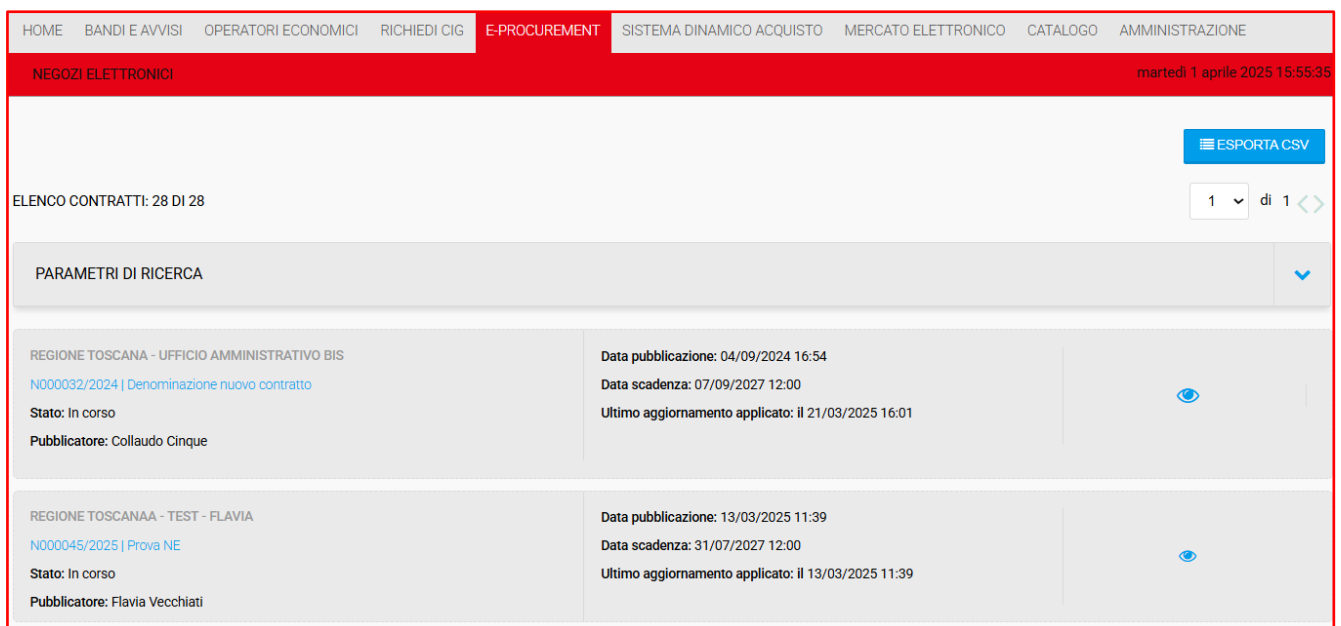 HOME BANDI E AVVISI OPERATORI ECONOMICI RICHIEDI CIG E-PROCUREMENT SISTEMA DINAMICO ACQUISTO MERCATO ELETTRONICO CATALOGO AMMINISTRAZIONE
NEGOZI ELETTRONICI martedì 1 aprile 2025 15:55:35
ESPORTA CSV
ELENCO CONTRATTI: 28 DI 28 1 di 1
PARAMETRI DI RICERCA
REGIONE TOSCANA - UFFICIO AMMINISTRATIVO BIS
N000032/2024 | Denominazione nuovo contratto
Stato: In corso
Pubblicatore: Collaudo Cinque
Data pubblicazione: 04/09/2024 16:54
Data scadenza: 07/09/2027 12:00
Ultimo aggiornamento applicato: il 21/03/2025 16:01
REGIONE TOSCANAA - TEST - FLAVIA
N000045/2025 | Prova NE
Stato: In corso
Pubblicatore: Flavia Vecchiati
Data pubblicazione: 13/03/2025 11:39
Data scadenza: 31/07/2027 12:00
Ultimo aggiornamento applicato: il 13/03/2025 11:39